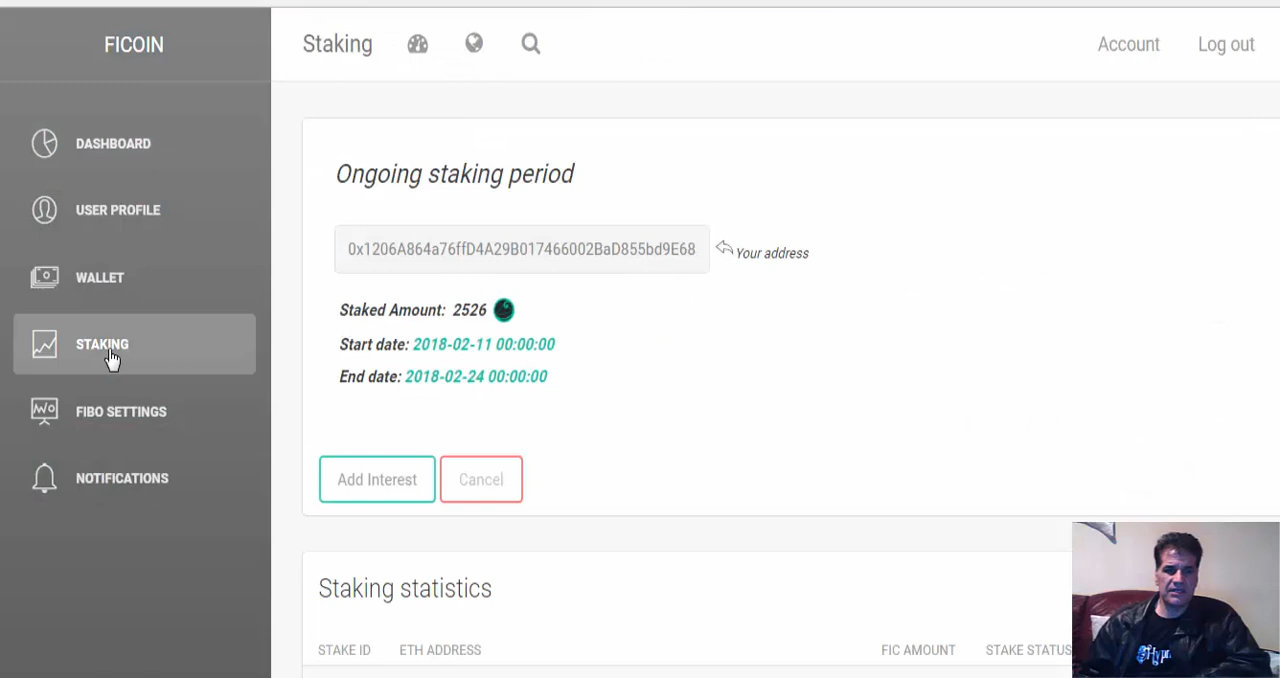 FICOIN
Staking
Account
Log out
DASHBOARD
USER PROFILE
WALLET
STAKING
FIBO SETTINGS
NOTIFICATIONS
Ongoing staking period
0x1206A864a76ffD4A29B017466002BaD855bd9E68
Your address
Staked Amount: 2526
Start date: 2018-02-11 00:00:00
End date: 2018-02-24 00:00:00
Add Interest
Cancel
Staking statistics
STAKE ID
ETH ADDRESS
FIC AMOUNT
STAKE STATUS